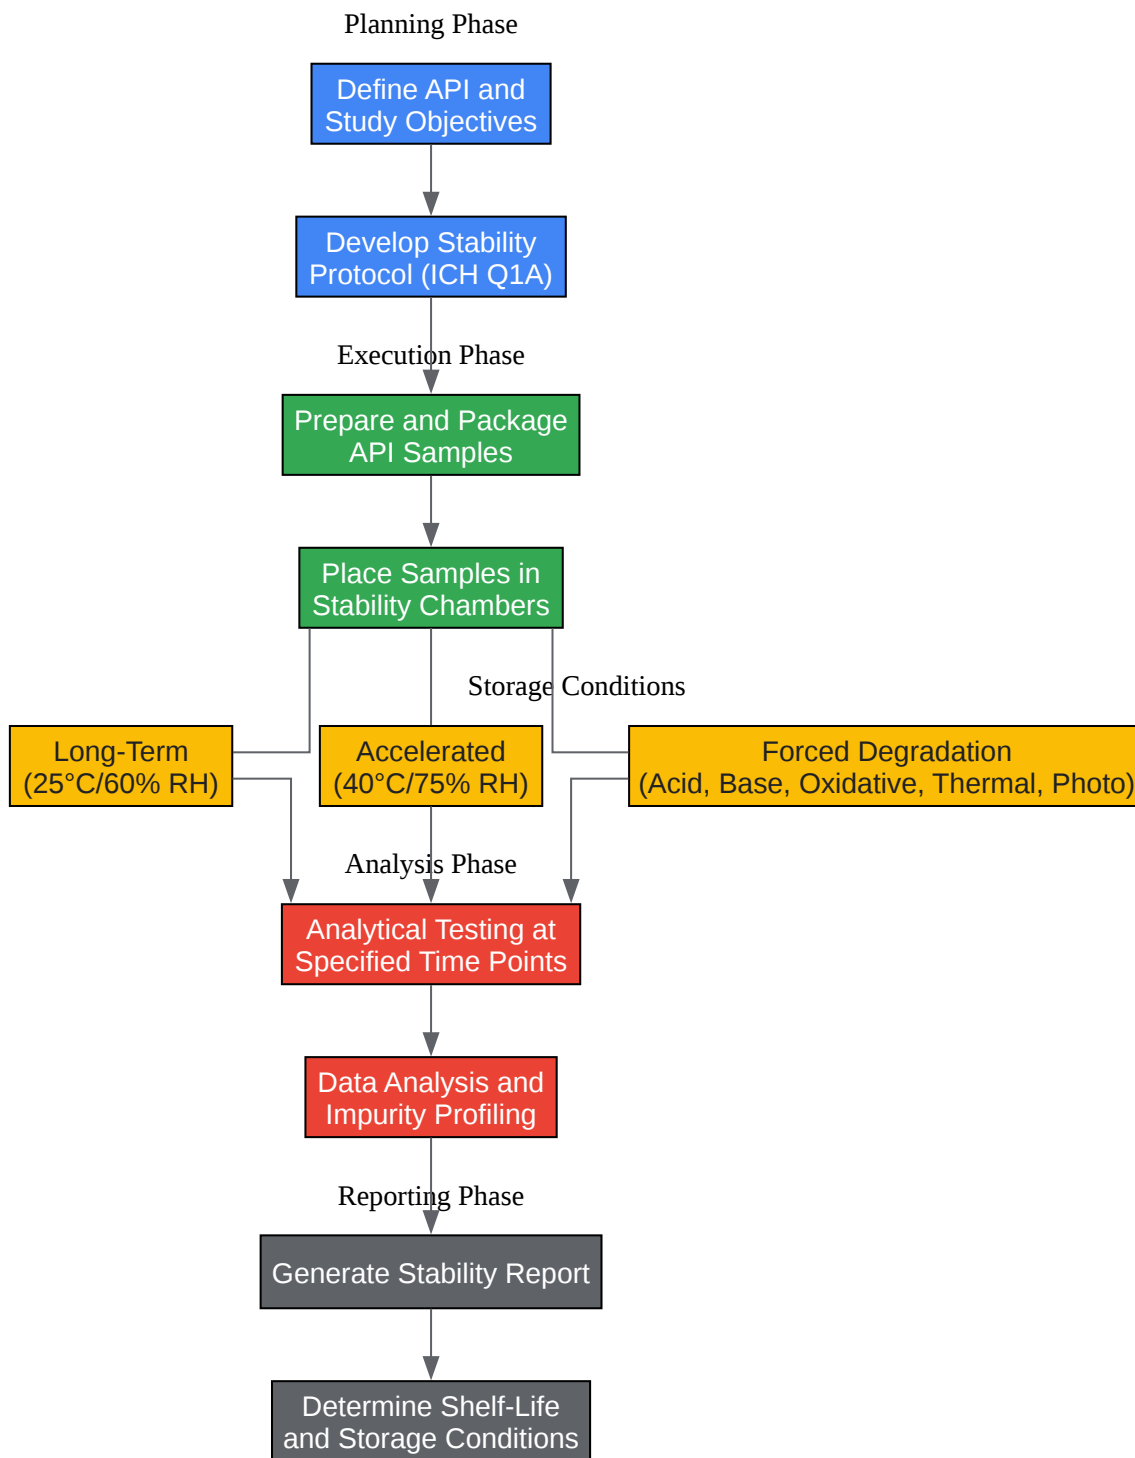 Planning Phase
Define API and
Study Objectives
Develop Stability
Protocol (ICH Q1A)
Execution Phase
Prepare and Package
API Samples
Place Samples in
Stability Chambers
Storage Conditions
Long-Term
(25°C/60% RH)
Accelerated
(40°C/75% RH)
Forced Degradation
(Acid, Base, Oxidative, Thermal, Photo)
Analysis Phase
Analytical Testing at
Specified Time Points
Data Analysis and
Impurity Profiling
Reporting Phase
Generate Stability Report
Determine Shelf-Life
and Storage Conditions